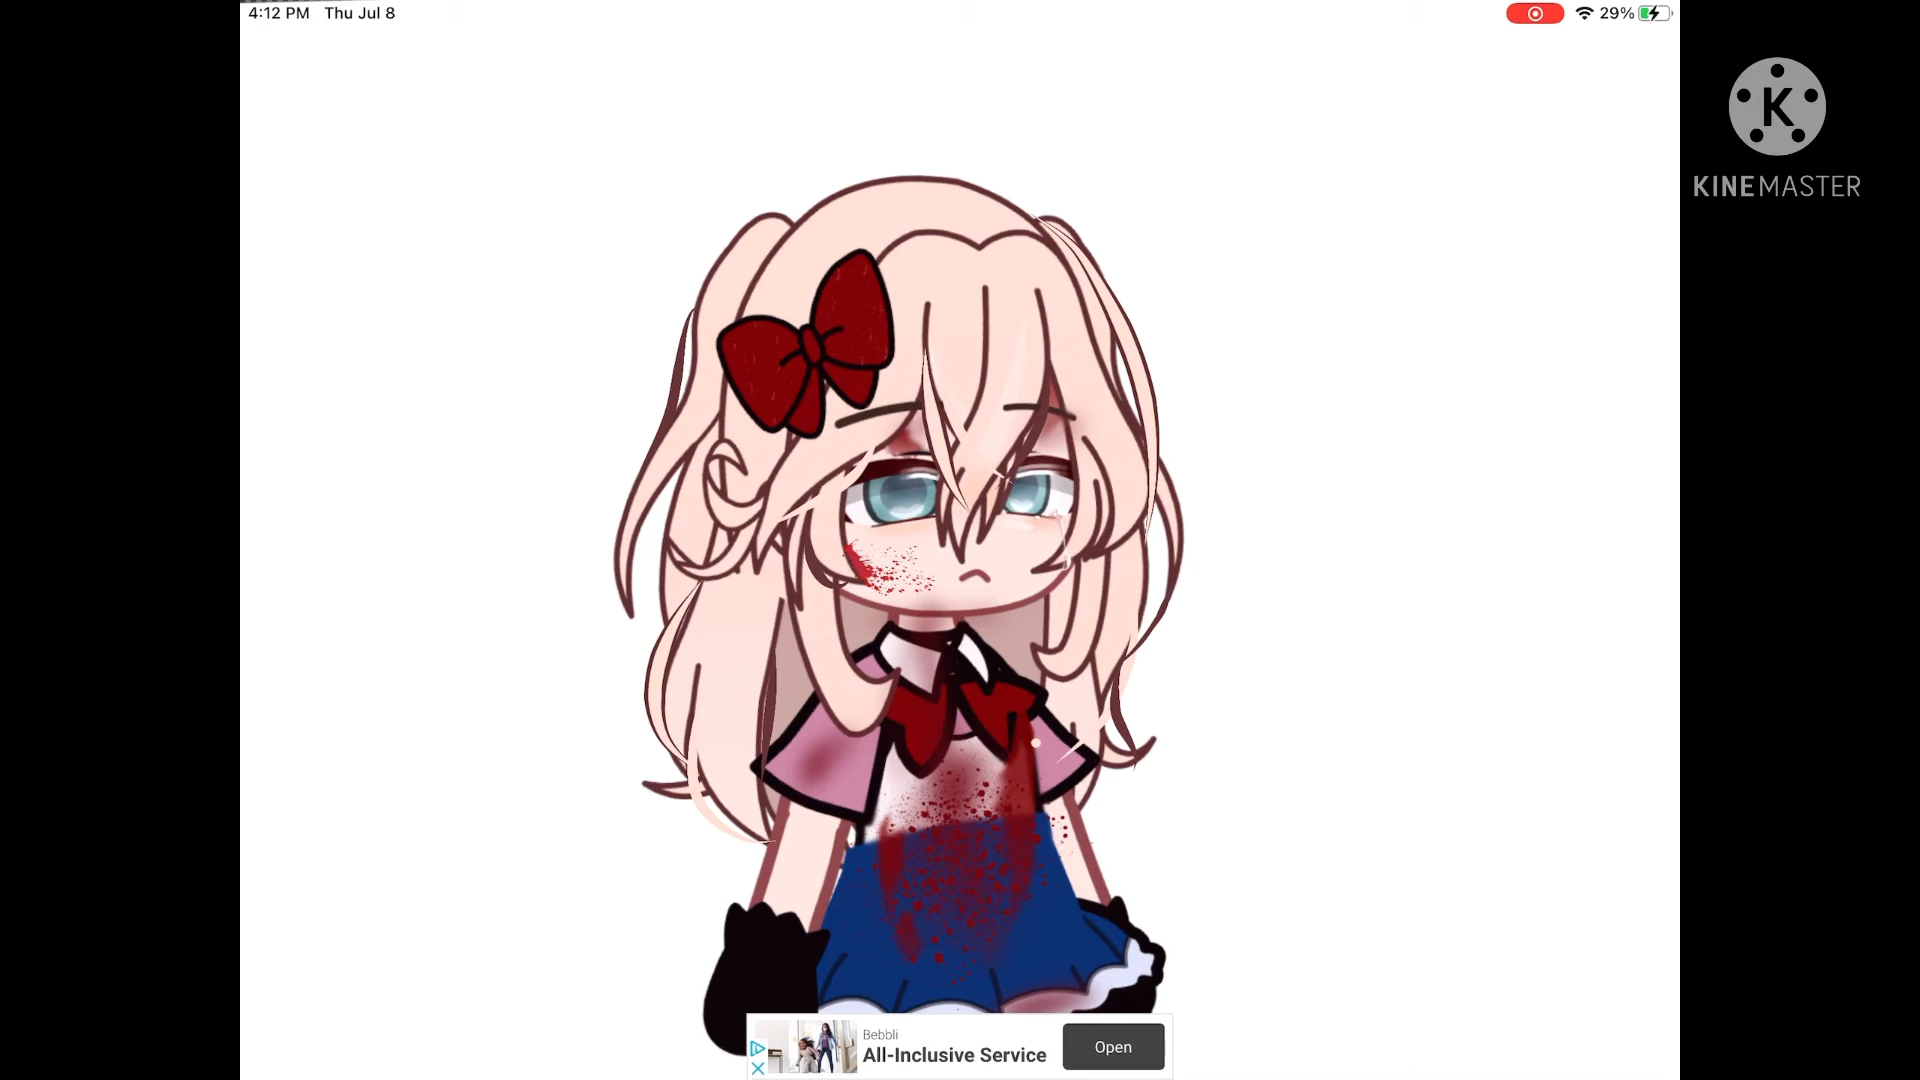 4:12 PM Thu Jul 8
29%
K
KINEMASTER
Bebbli
All-Inclusive Service
Open